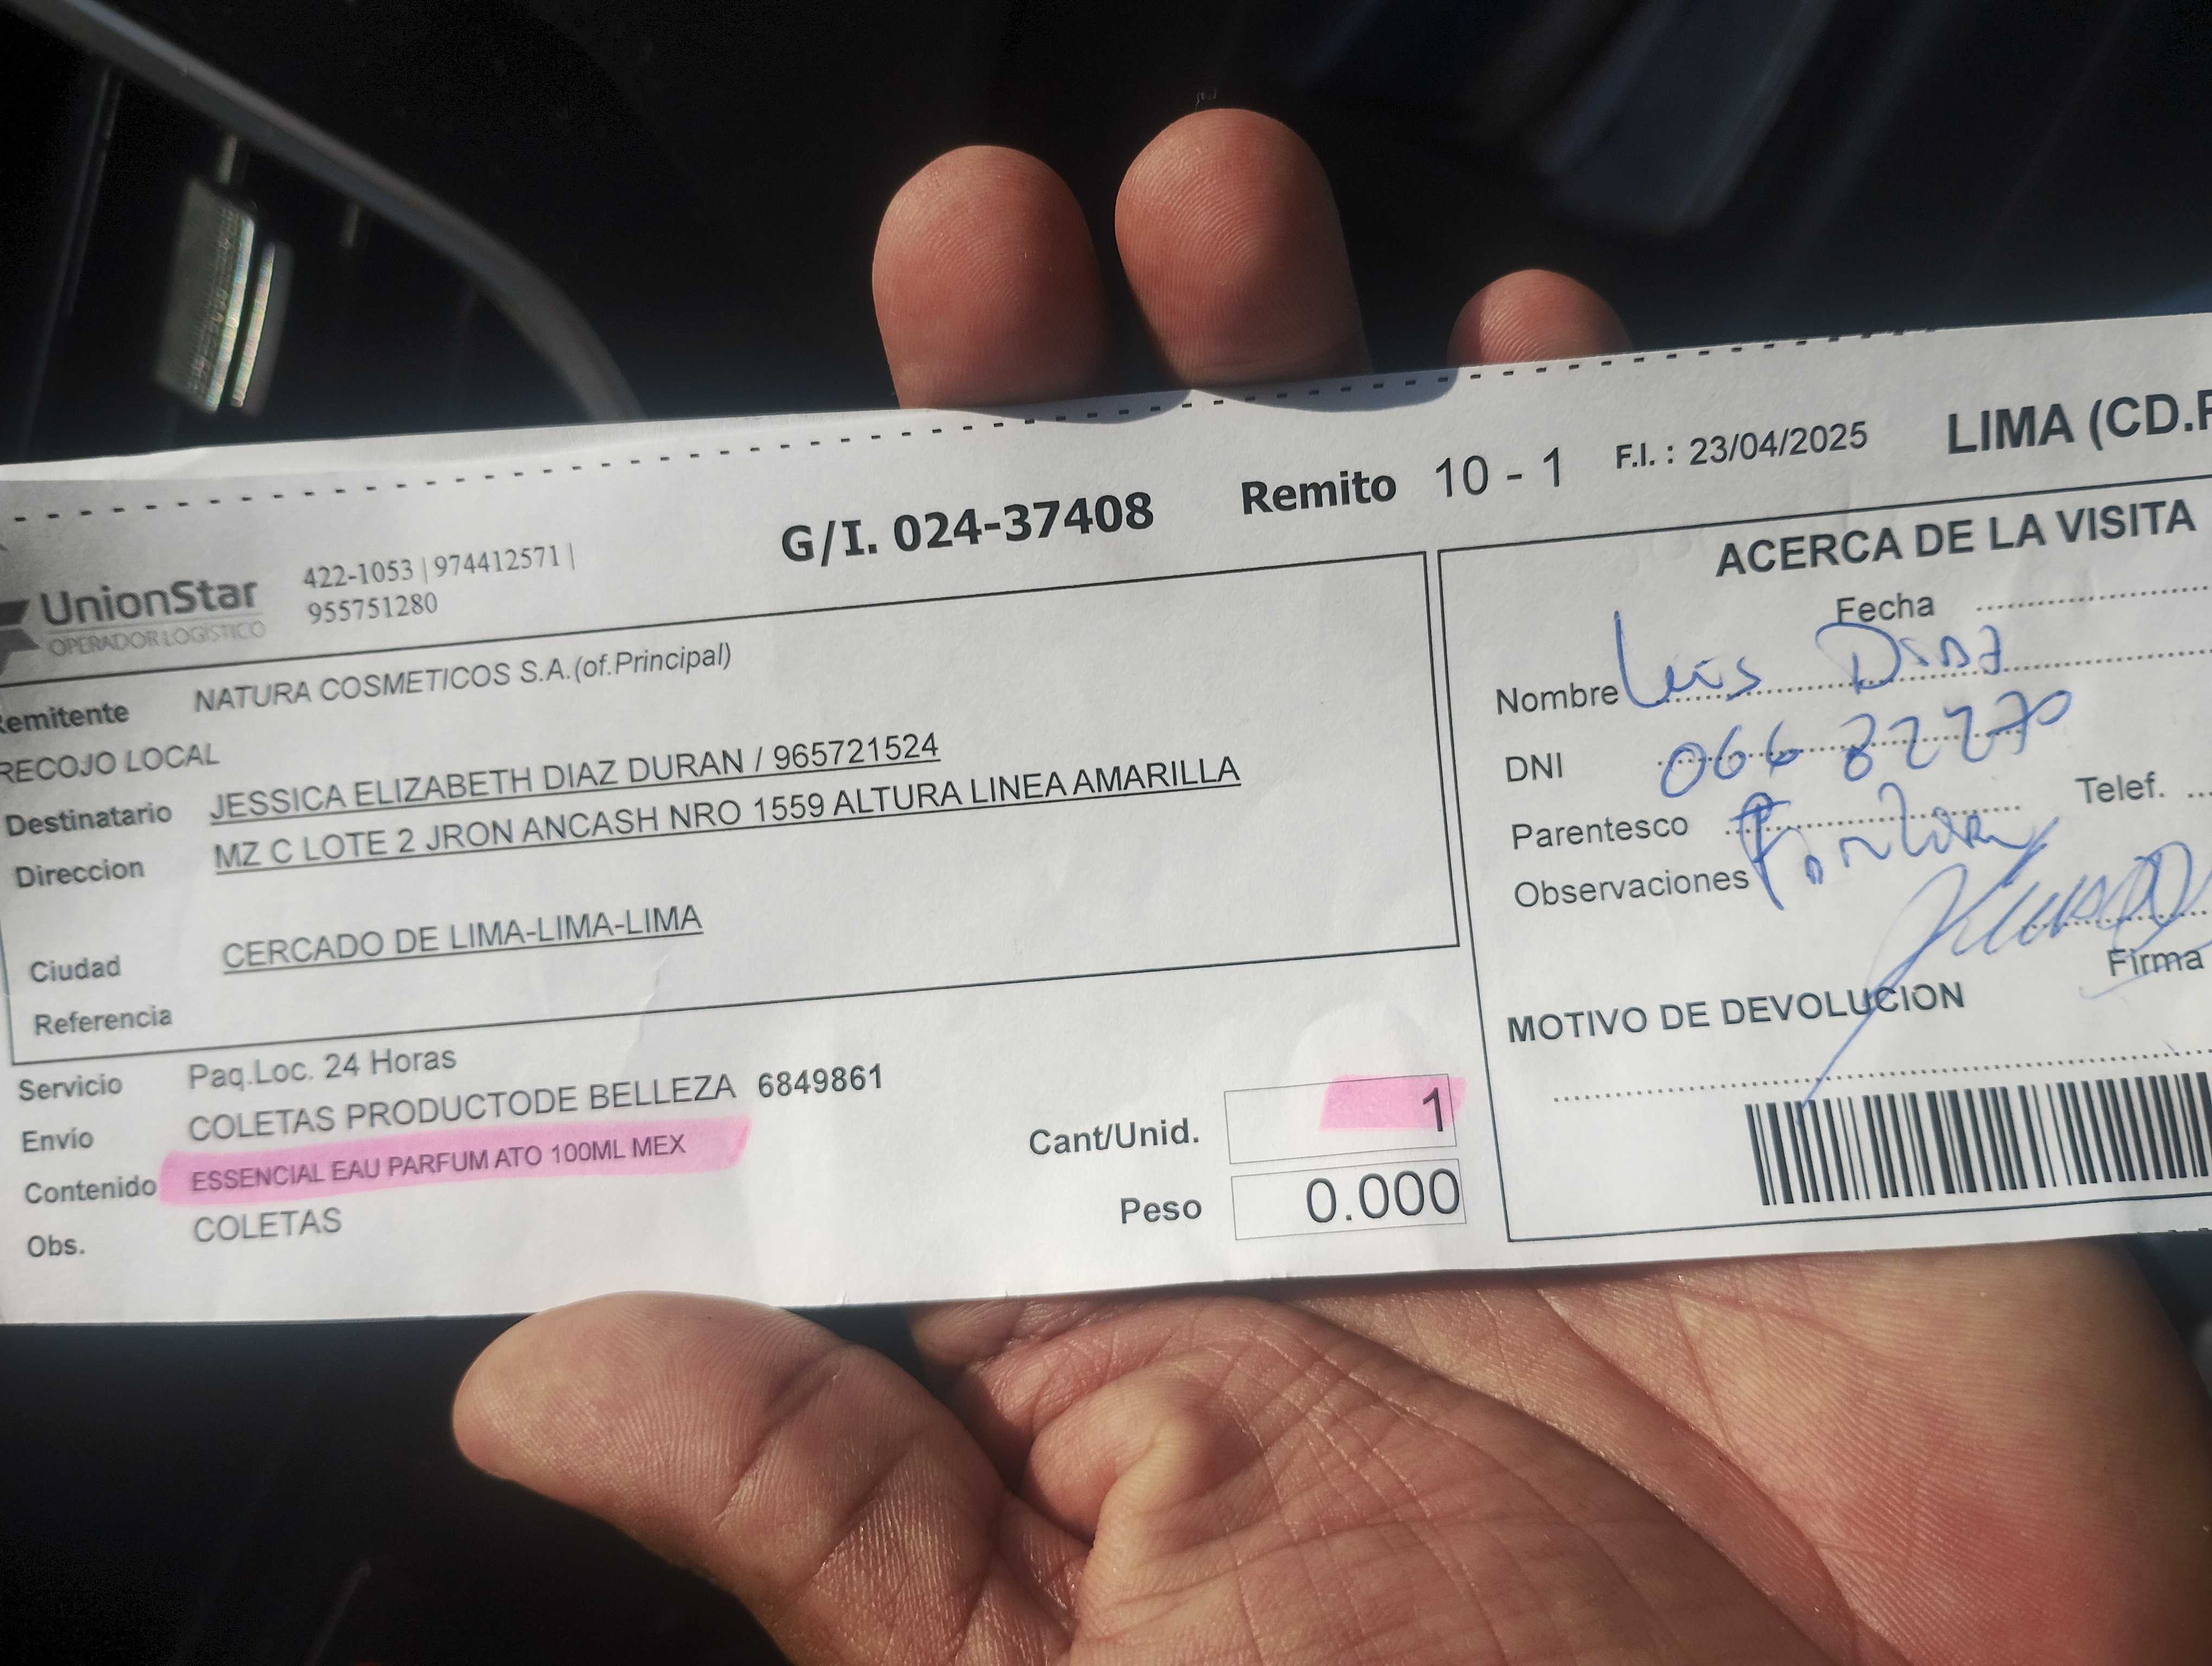 G/I. 024-37408 Remito 10 - 1 F.I. : 23/04/2025 LIMA (CD.
UnionStar
OPERADOR LOGISTICO
422-1053 | 974412571 |
955751280
Remitente NATURA COSMETICOS S.A.(of.Principal)
RECOJO LOCAL
Destinatario JESSICA ELIZABETH DIAZ DURAN / 965721524
Direccion MZ C LOTE 2 JRON ANCASH NRO 1559 ALTURA LINEA AMARILLA
Ciudad CERCADO DE LIMA-LIMA-LIMA
Referencia
Servicio Paq.Loc. 24 Horas
Envío COLETAS PRODUCTODE BELLEZA 6849861
Contenido ESSENCIAL EAU PARFUM ATO 100ML MEX
Obs. COLETAS
Cant/Unid. 1
Peso 0.000
ACERCA DE LA VISITA
Fecha
Nombre Luis
DNI
Parentesco Telef.
Observaciones
Firma
MOTIVO DE DEVOLUCION